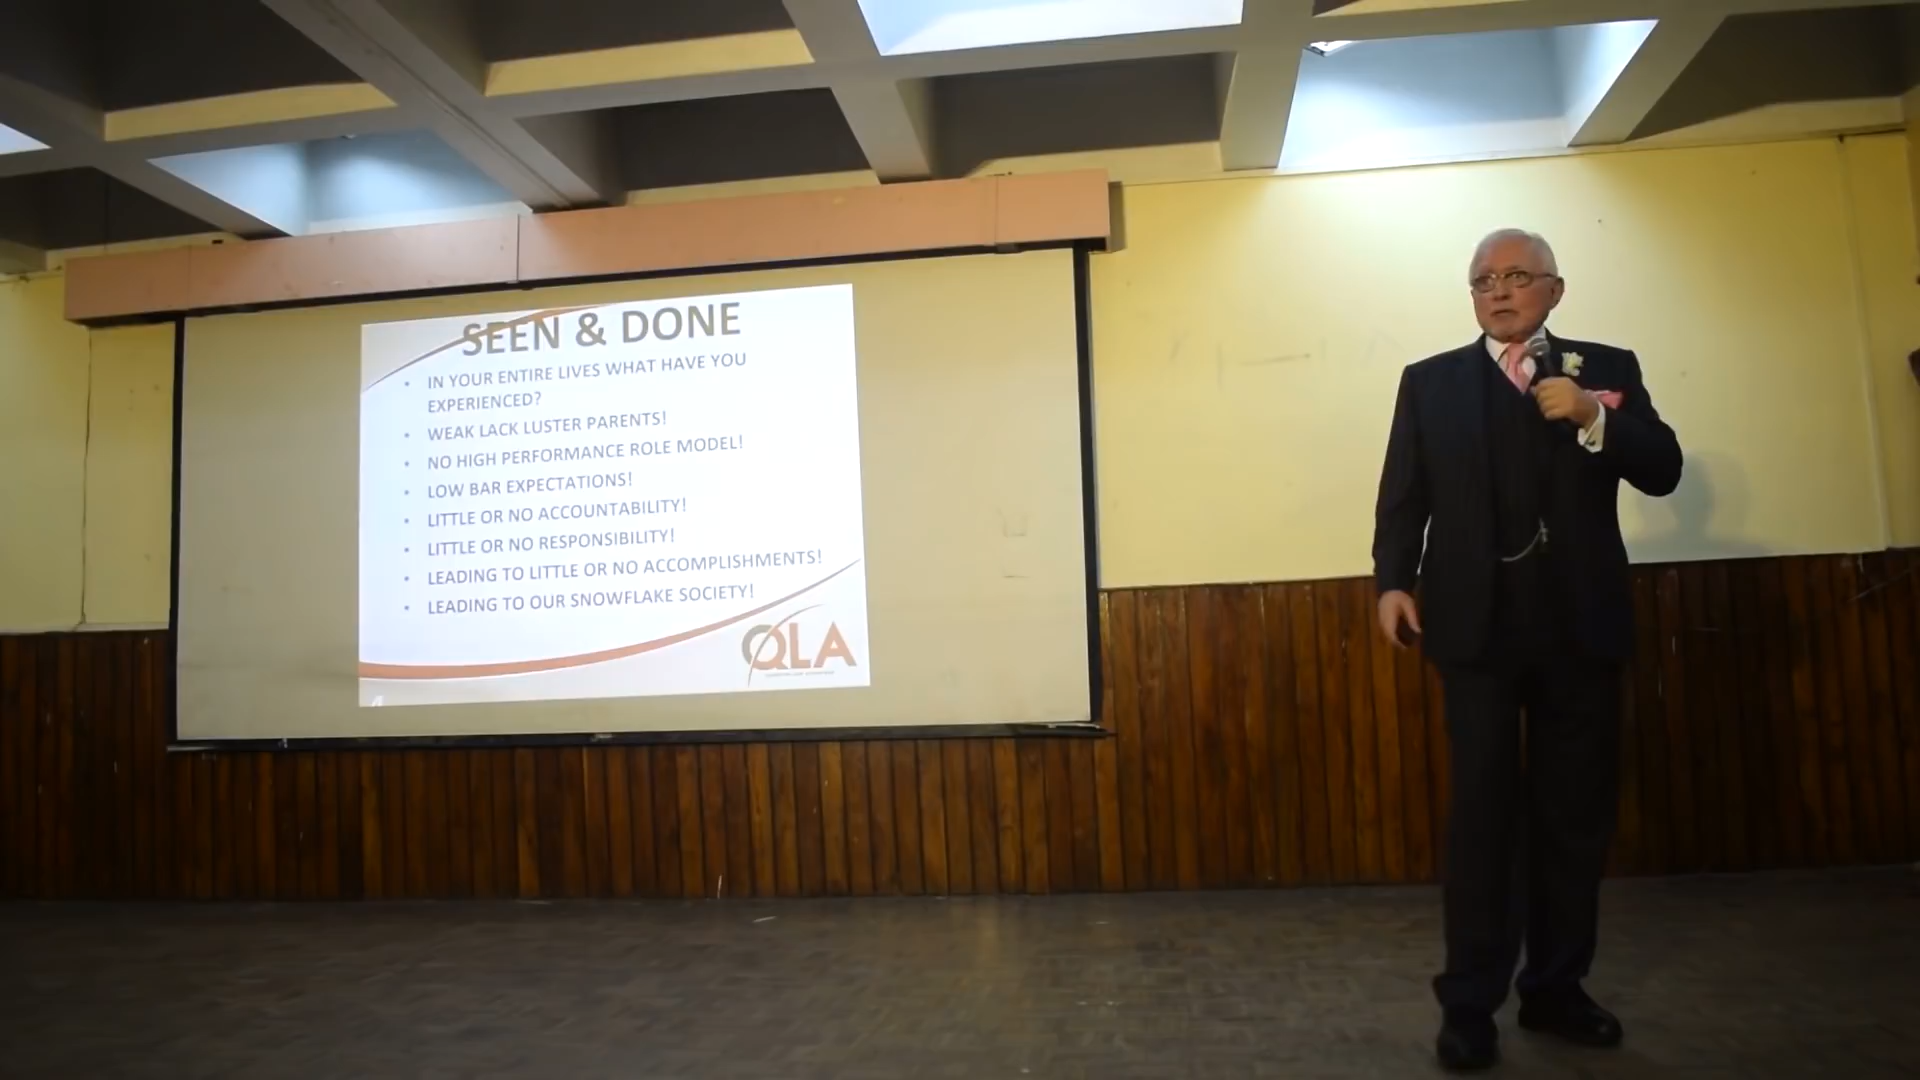 SEEN & DONE
• IN YOUR ENTIRE LIVES WHAT HAVE YOU
EXPERIENCED?
• WEAK LACK LUSTER PARENTS!
• NO HIGH PERFORMANCE ROLE MODEL!
• LOW BAR EXPECTATIONS!
• LITTLE OR NO ACCOUNTABILITY!
• LITTLE OR NO RESPONSIBILITY!
• LEADING TO LITTLE OR NO ACCOMPLISHMENTS!
• LEADING TO OUR SNOWFLAKE SOCIETY!
QLA